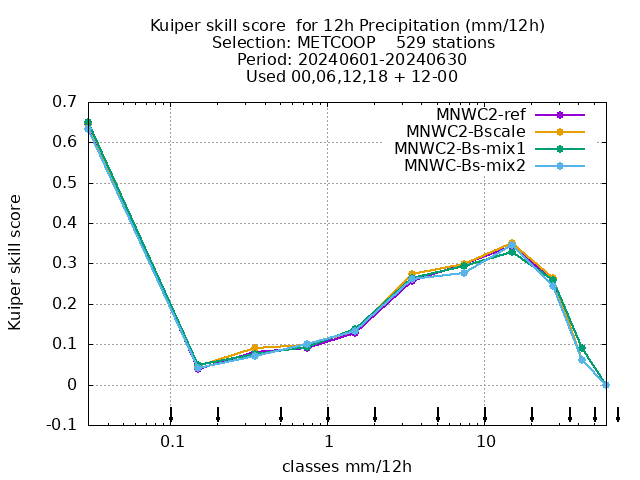 Kuiper skill score  for 12h Precipitation (mm/12h)
Selection: METCOOP    529 stations
Period: 20240601-20240630
Used 00,06,12,18 + 12-00
MNWC2-ref
MNWC2-Bscale
MNWC2-Bs-mix1
MNWC-Bs-mix2
Kuiper skill score
0.7
0.6
0.5
0.4
0.3
0.2
0.1
0
-0.1
0.1
1
10
classes mm/12h